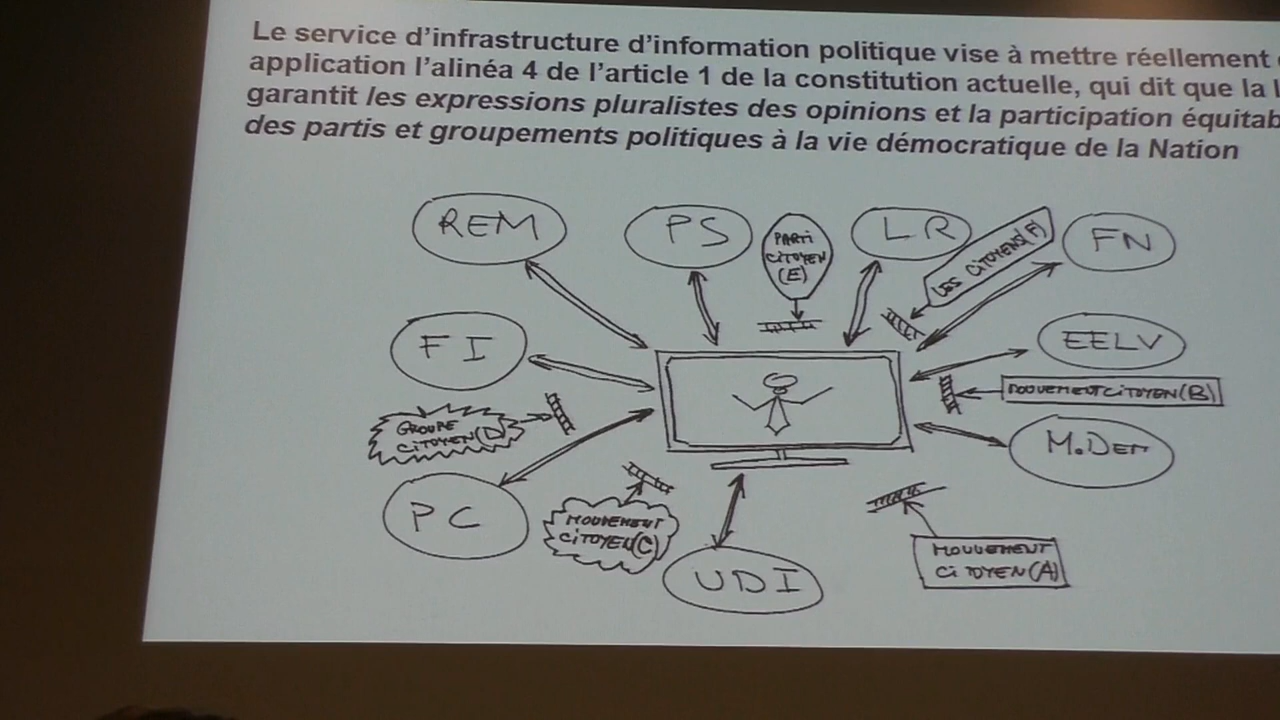 Le service d'infrastructure d'information politique vise à mettre réellement
application l'alinéa 4 de l'article 1 de la constitution actuelle, qui dit que la
garantit les expressions pluralistes des opinions et la participation équitab
des partis et groupements politiques à la vie démocratique de la Nation
REM
PS
PARTI
CITOYEN
(E)
LR
LES CITOYENS(F)
FN
FI
EELV
MOUVEMENT CITOYEN(B)
GROUPE
CITOYEN(D)
M.DEM
PC
MOUVEMENT
CITOYEN(C)
UDI
MOUVEMENT
CITOYEN(A)